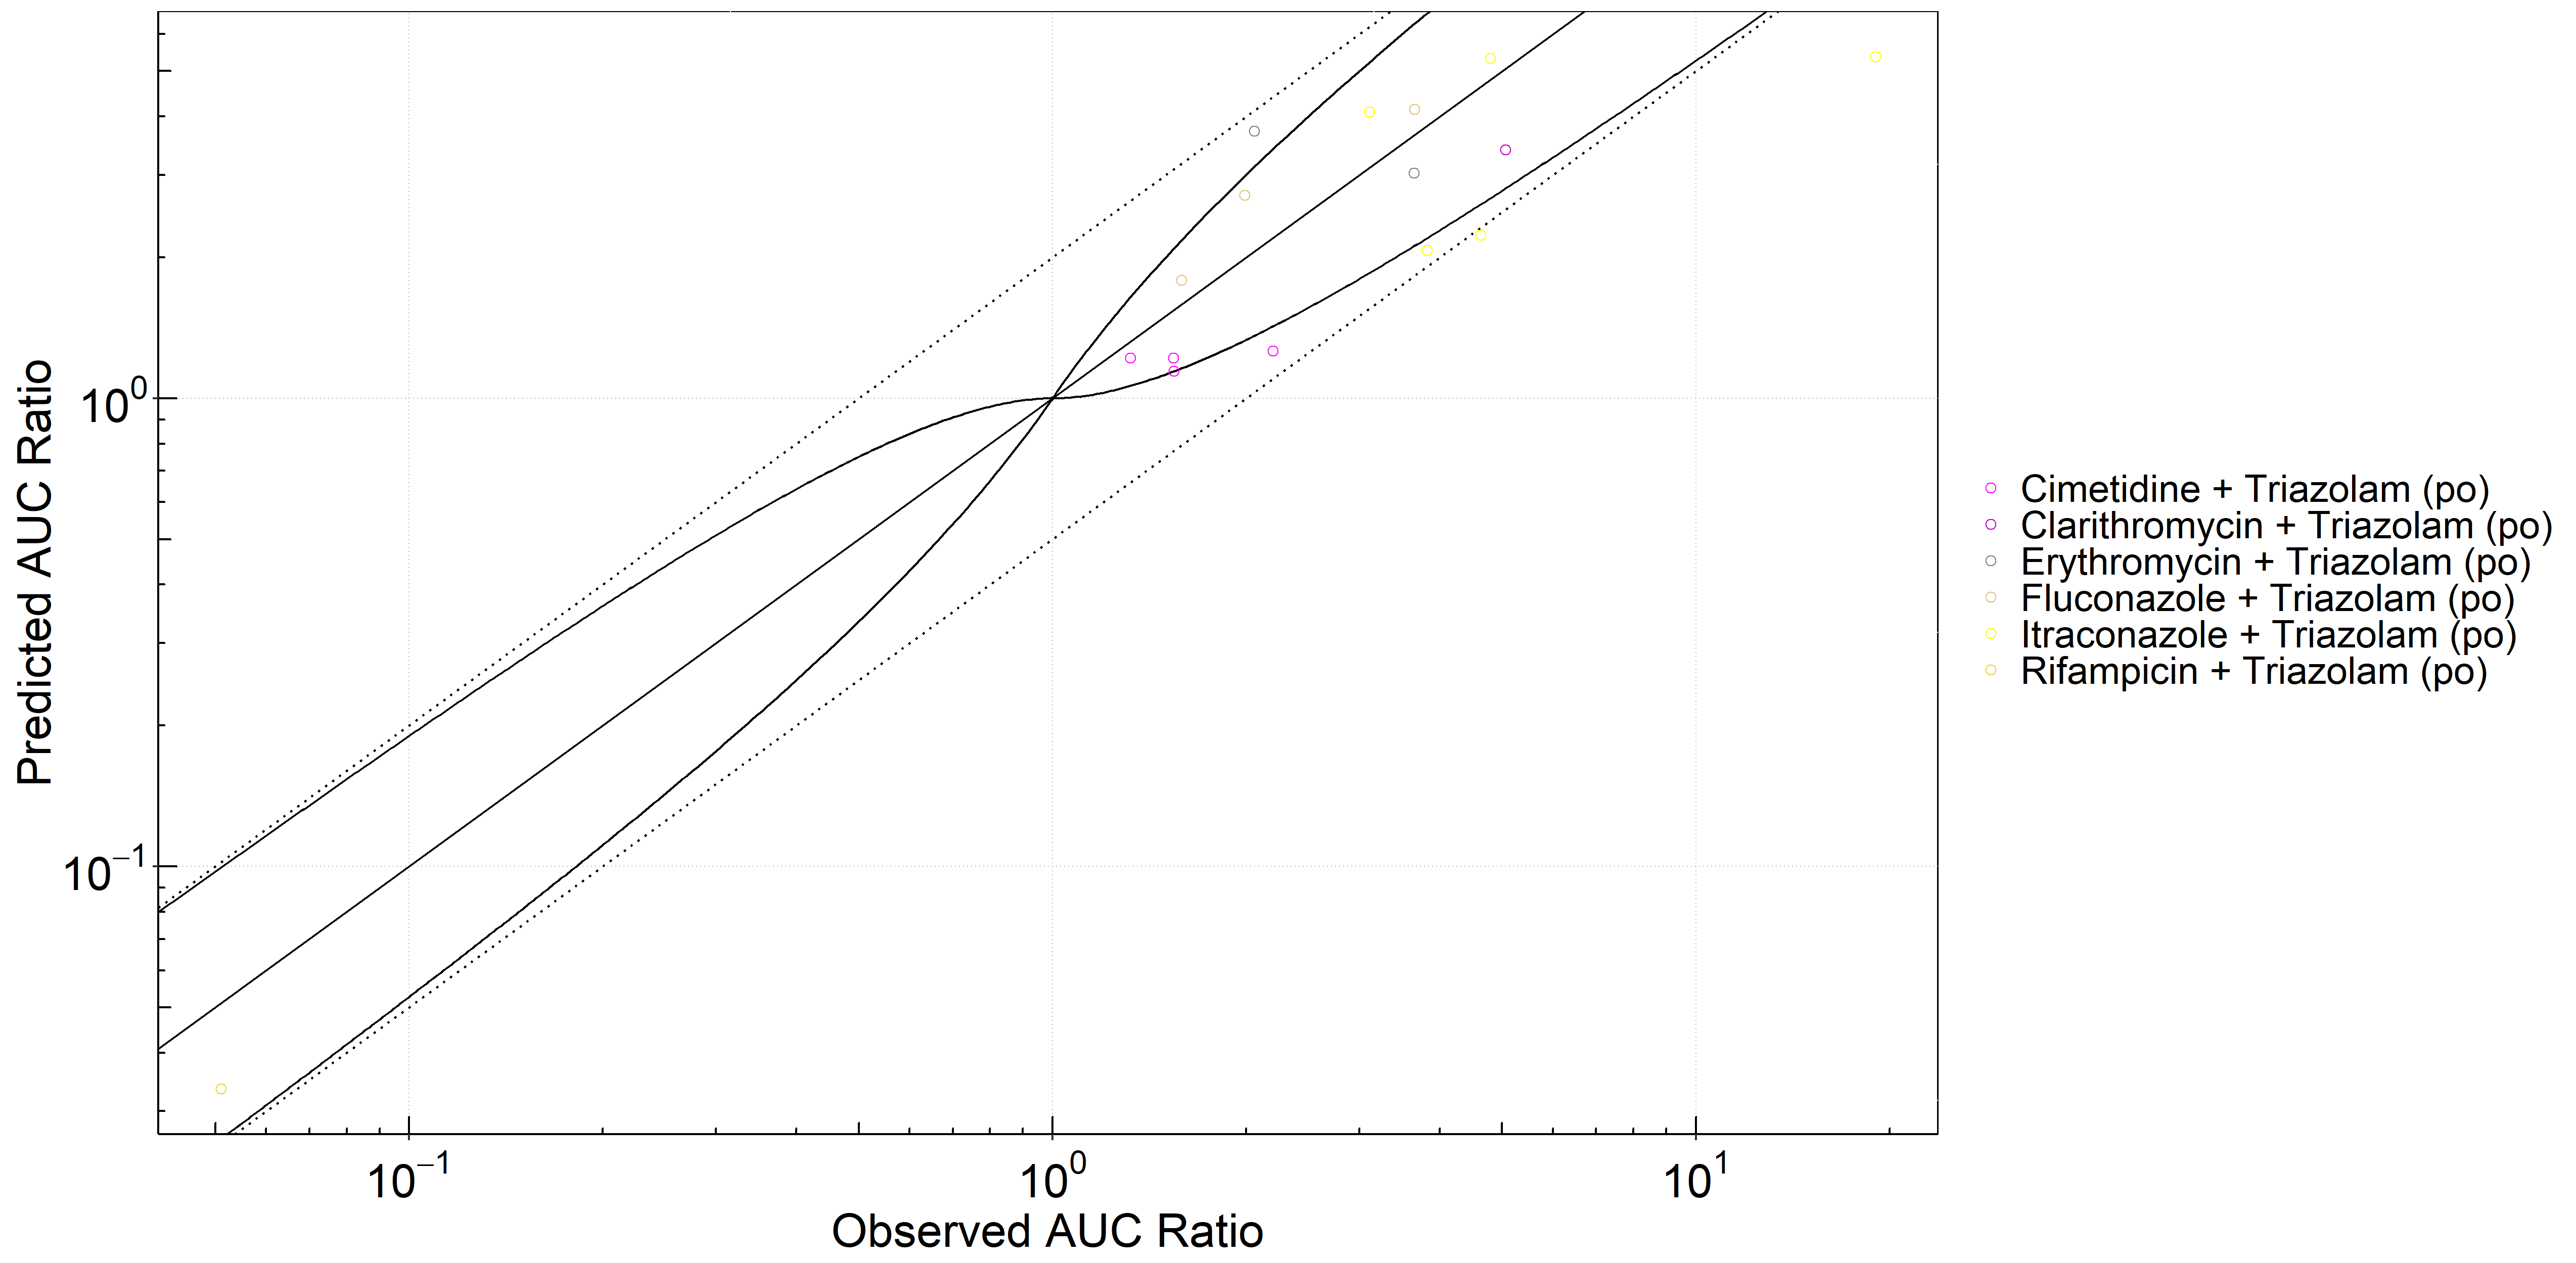 Predicted AUC Ratio
10⁰
10⁻¹
10⁻¹
10⁰
10¹
Observed AUC Ratio
Cimetidine + Triazolam (po)
Clarithromycin + Triazolam (po)
Erythromycin + Triazolam (po)
Fluconazole + Triazolam (po)
Itraconazole + Triazolam (po)
Rifampicin + Triazolam (po)